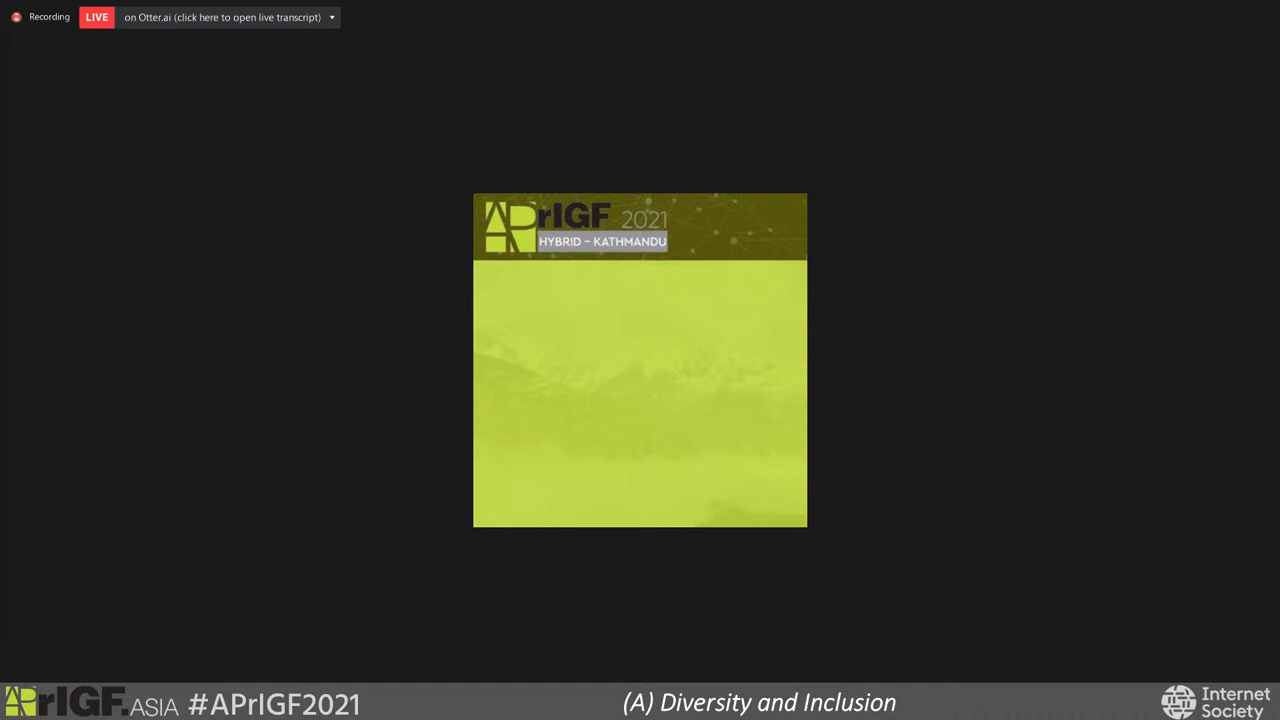 Recording
LIVE on Otter.ai (click here to open live transcript)
APrIGF 2021
HYBRID – KATHMANDU
APrIGF.ASIA #APrIGF2021
(A) Diversity and Inclusion
Internet
Society